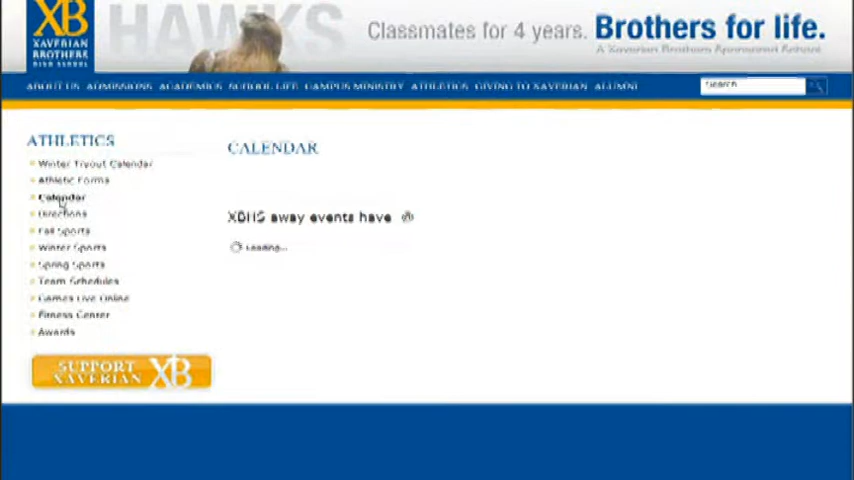 XB
XAVERIAN
BROTHERS
HIGH SCHOOL
HAWKS
Classmates for 4 years. Brothers for life.
A Xaverian Brothers Sponsored School
ABOUT US ADMISSIONS ACADEMICS SCHOOL LIFE CAMPUS MINISTRY ATHLETICS GIVING TO XAVERIAN ALUMNI
Search
ATHLETICS
Winter Tryout Calendar
Athletic Forms
Calendar
Directions
Fall Sports
Winter Sports
Spring Sports
Team Schedules
Games Live Online
Fitness Center
Awards
SUPPORT
XAVERIAN
XB
CALENDAR
XBHS away events have @
Loading...